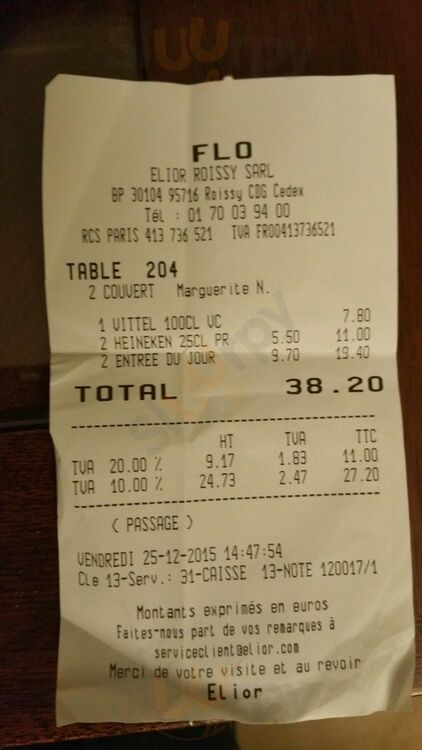 FLO
ELIOR ROISSY SARL
BP 30104 95716 Roissy CDG Cedex
Tél : 01 70 03 94 00
RCS PARIS 413 736 521 TVA FR00413736521
TABLE 204
2 COUVERT Marguerite N.
1 VITTEL 100CL VC 7.80
2 HEINEKEN 25CL PR 5.50 11.00
2 ENTREE DU JOUR 9.70 19.40
TOTAL 38.20
HT TVA TTC
TVA 20.00 % 9.17 1.83 11.00
TVA 10.00 % 24.73 2.47 27.20
( PASSAGE )
VENDREDI 25-12-2015 14:47:54
Cle 13-Serv.: 31-CAISSE 13-NOTE 120017/1
Montants exprimés en euros
Faites-nous part de vos remarques à
serviceclient@elior.com
Merci de votre visite et au revoir
Elior